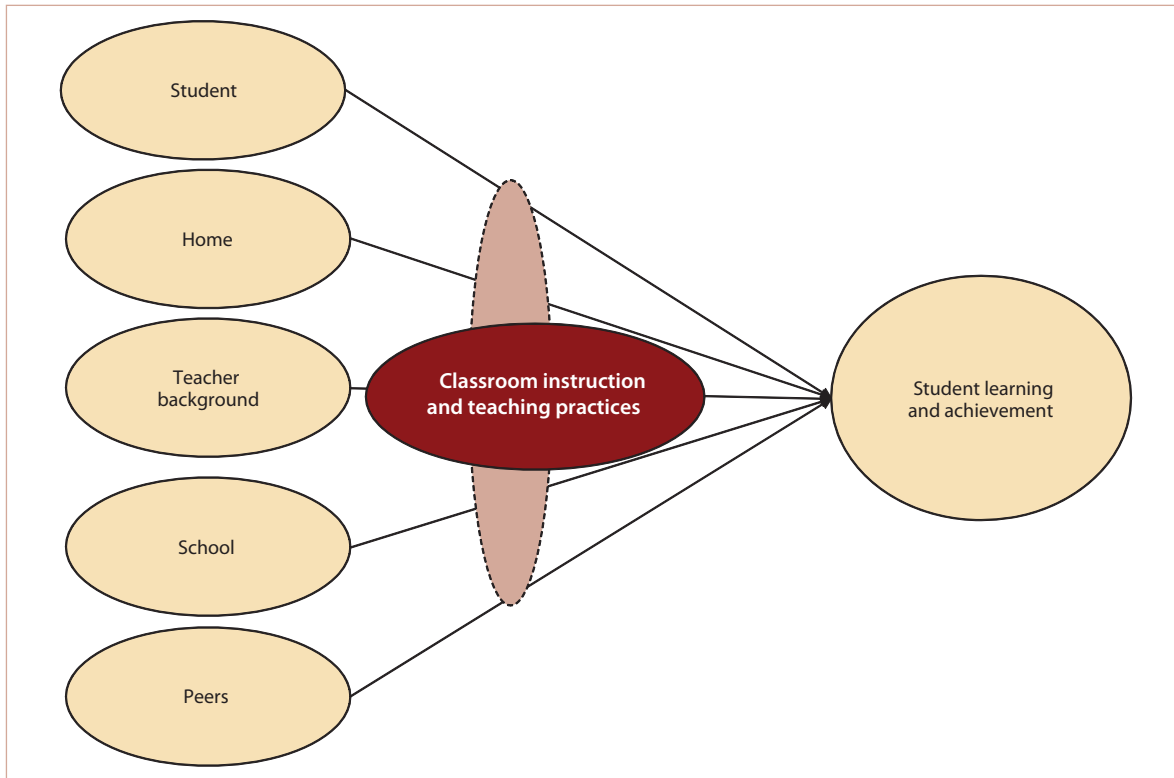 Student
Home
Teacher
background
School
Peers
Classroom instruction
and teaching practices
Student learning
and achievement